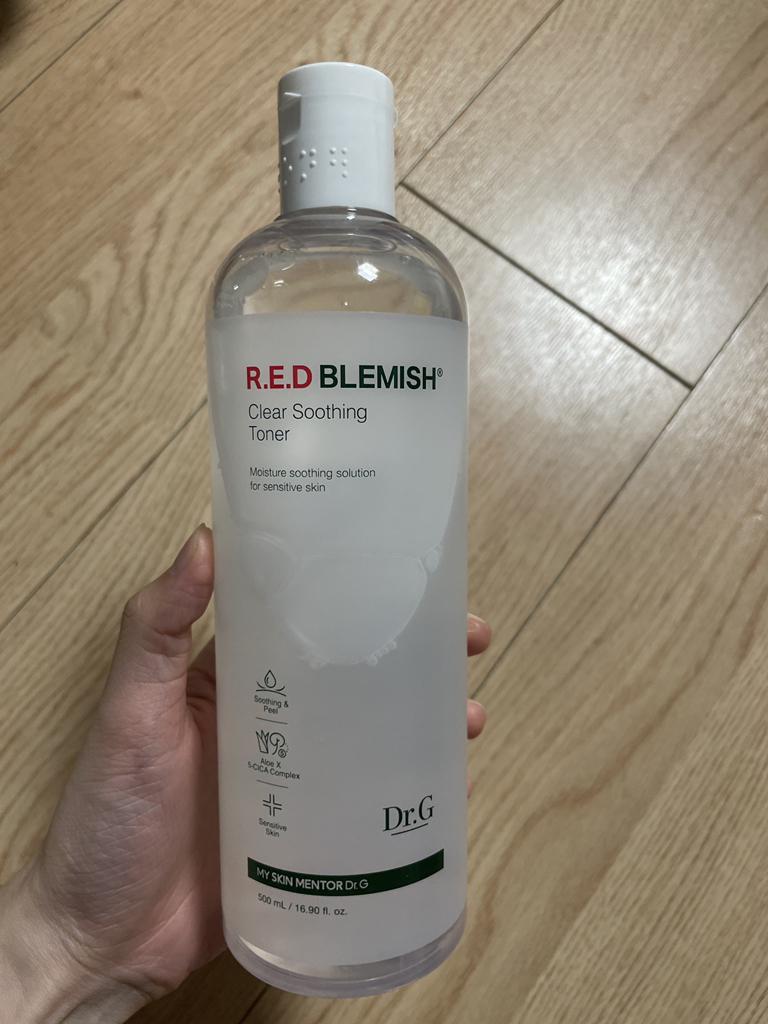 R.E.D BLEMISH®
Clear Soothing
Toner
Moisture soothing solution
for sensitive skin
Soothing &
Peel
Aloe X
5-CICA Complex
Sensitive
Skin
Dr.G
MY SKIN MENTOR Dr.G
500 mL / 16.90 fl. oz.